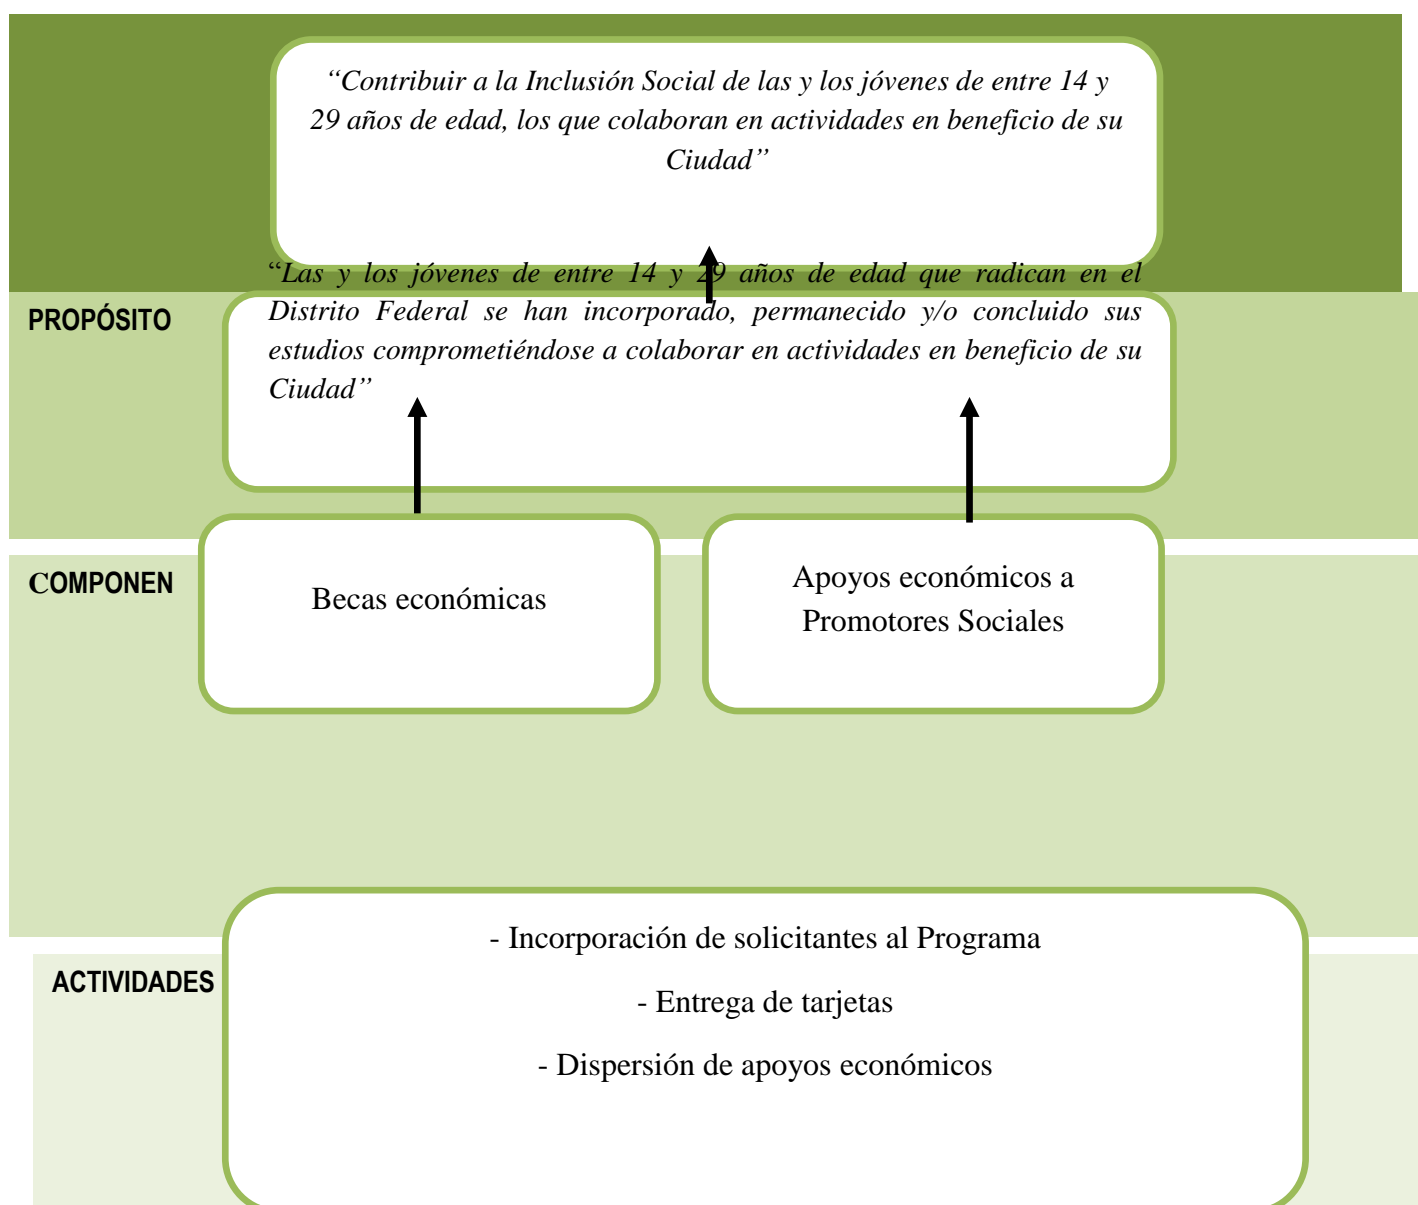 “Contribuir a la Inclusión Social de las y los jóvenes de entre 14 y
29 años de edad, los que colaboran en actividades en beneficio de su
Ciudad”
“Las y los jóvenes de entre 14 y 29 años de edad que radican en el
PROPÓSITO
Distrito Federal se han incorporado, permanecido y/o concluido sus
estudios comprometiéndose a colaborar en actividades en beneficio de su
Ciudad”
COMPONEN
Becas económicas
Apoyos económicos a
Promotores Sociales
- Incorporación de solicitantes al Programa
ACTIVIDADES
- Entrega de tarjetas
- Dispersión de apoyos económicos